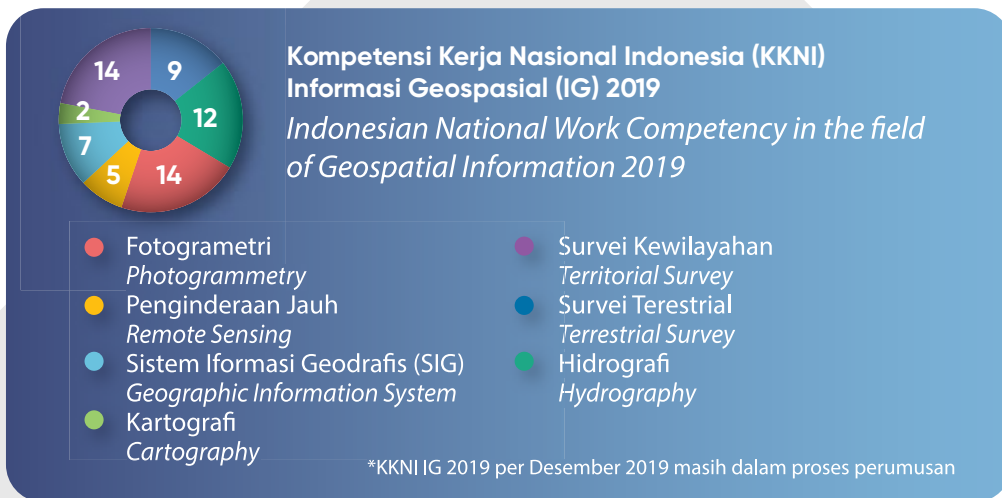 14
9
2
12
7
5
14
Kompetensi Kerja Nasional Indonesia (KKNI)
Informasi Geospasial (IG) 2019
Indonesian National Work Competency in the field
of Geospatial Information 2019
Fotogrametri
Photogrammetry
Penginderaan Jauh
Remote Sensing
Sistem Iformasi Geodrafis (SIG)
Geographic Information System
Kartografi
Cartography
Survei Kewilayahan
Territorial Survey
Survei Terestrial
Terrestrial Survey
Hidrografi
Hydrography
*KKNI IG 2019 per Desember 2019 masih dalam proses perumusan